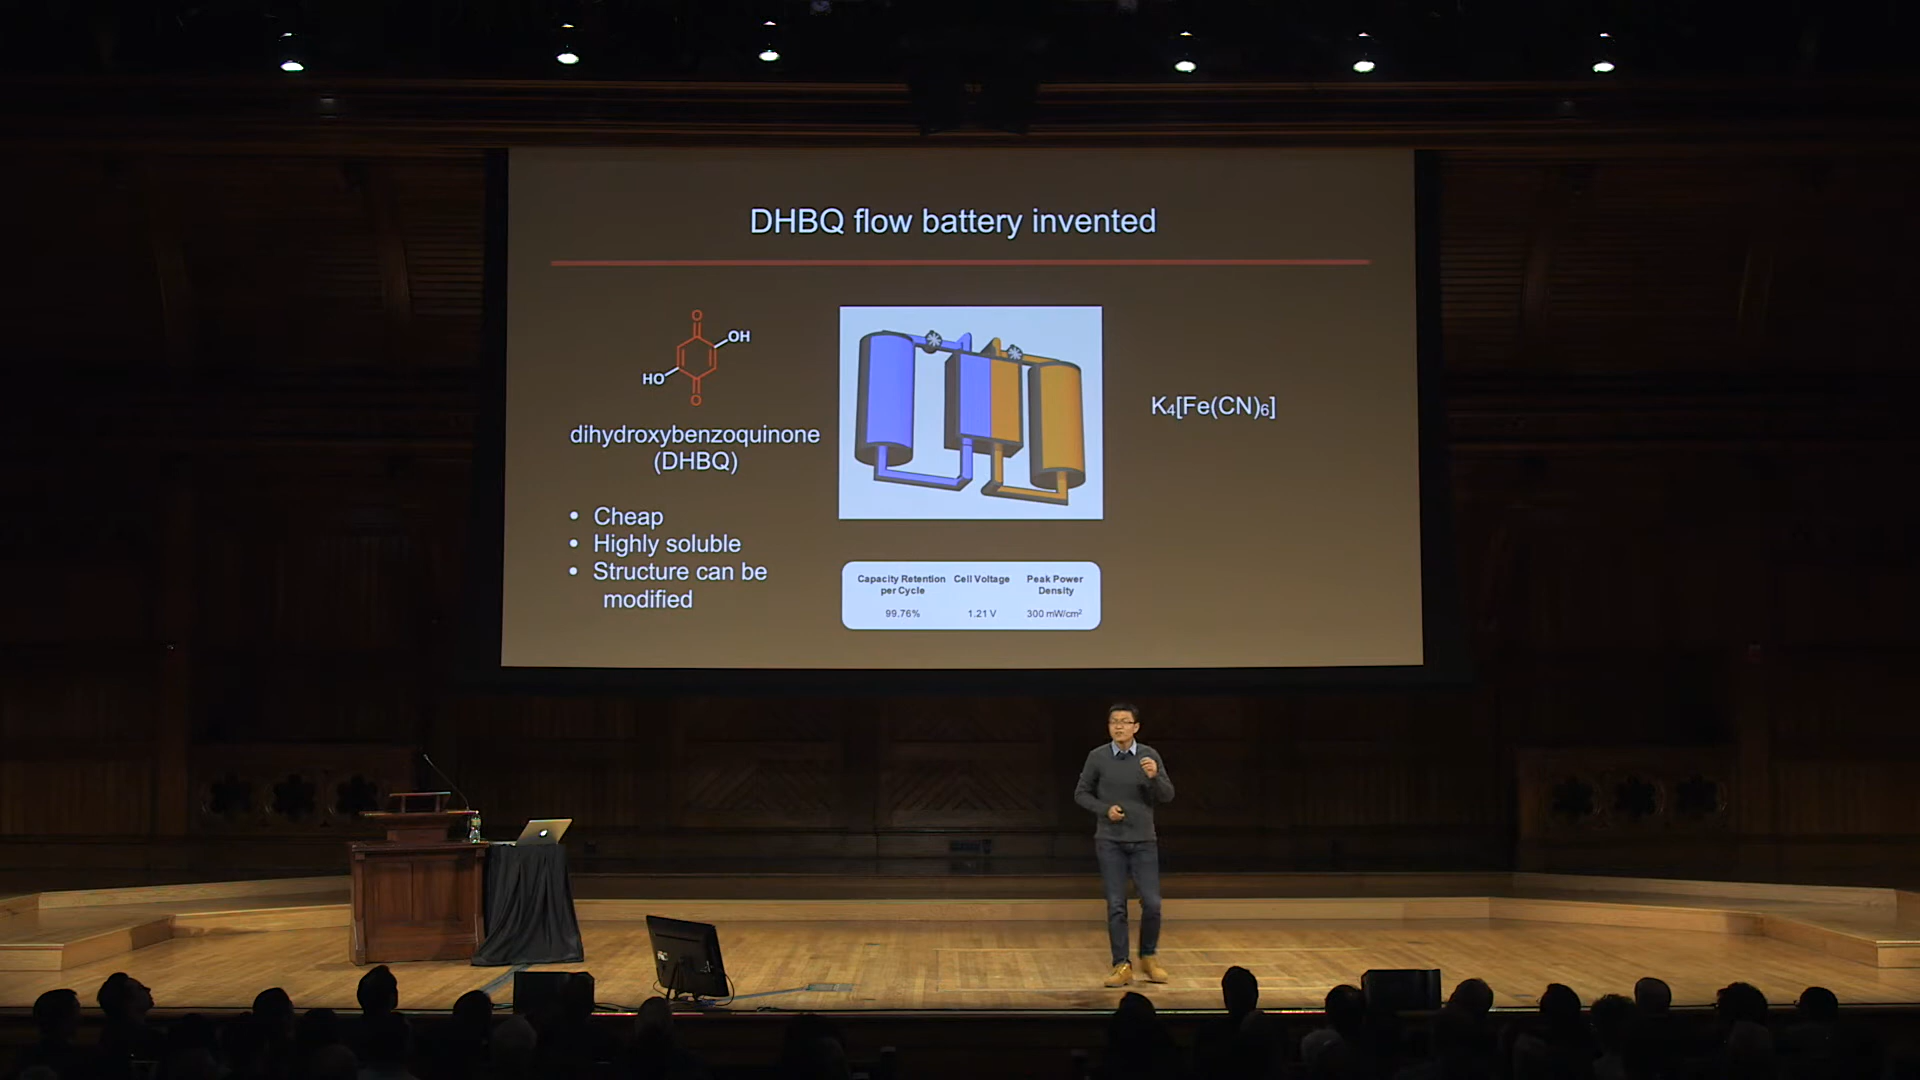 DHBQ flow battery invented
O
OH
HO
O
dihydroxybenzoquinone
(DHBQ)
• Cheap
• Highly soluble
• Structure can be
modified
K₄[Fe(CN)₆]
Capacity Retention per Cycle
Cell Voltage
Peak Power Density
99.76%
1.21 V
300 mW/cm²